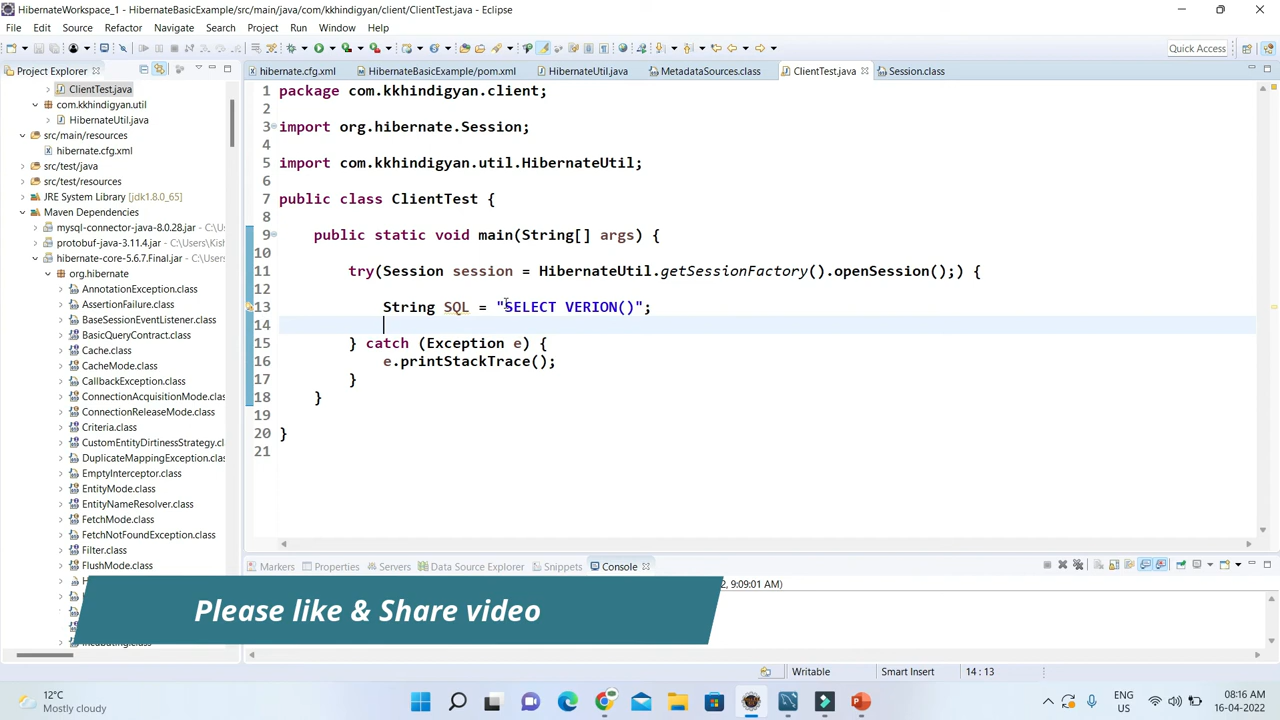 HibernateWorkspace_1 - HibernateBasicExample/src/main/java/com/kkhindigyan/client/ClientTest.java - Eclipse
File Edit Source Refactor Navigate Search Project Run Window Help
Quick Access
Project Explorer
hibernate.cfg.xml HibernateBasicExample/pom.xml HibernateUtil.java MetadataSources.class ClientTest.java Session.class
ClientTest.java
com.kkhindigyan.util
HibernateUtil.java
src/main/resources
hibernate.cfg.xml
src/test/java
src/test/resources
JRE System Library [jdk1.8.0_65]
Maven Dependencies
mysql-connector-java-8.0.28.jar - C:\U
protobuf-java-3.11.4.jar - C:\Users\Kish
hibernate-core-5.6.7.Final.jar - C:\Users
org.hibernate
AnnotationException.class
AssertionFailure.class
BaseSessionEventListener.class
BasicQueryContract.class
Cache.class
CacheMode.class
CallbackException.class
ConnectionAcquisitionMode.class
ConnectionReleaseMode.class
Criteria.class
CustomEntityDirtinessStrategy.cl
DuplicateMappingException.class
EmptyInterceptor.class
EntityMode.class
EntityNameResolver.class
FetchMode.class
FetchNotFoundException.class
Filter.class
FlushMode.class
1 package com.kkhindigyan.client;
2
3 import org.hibernate.Session;
4
5 import com.kkhindigyan.util.HibernateUtil;
6
7 public class ClientTest {
8
9 public static void main(String[] args) {
10
11 try(Session session = HibernateUtil.getSessionFactory().openSession();) {
12
13 String SQL = "SELECT VERION()";
14
15 } catch (Exception e) {
16 e.printStackTrace();
17 }
18 }
19
20 }
21
Markers Properties Servers Data Source Explorer Snippets Console
2, 9:09:01 AM)
Please like & Share video
Writable Smart Insert 14 : 13
12°C
Mostly cloudy
ENG
US
08:16 AM
16-04-2022